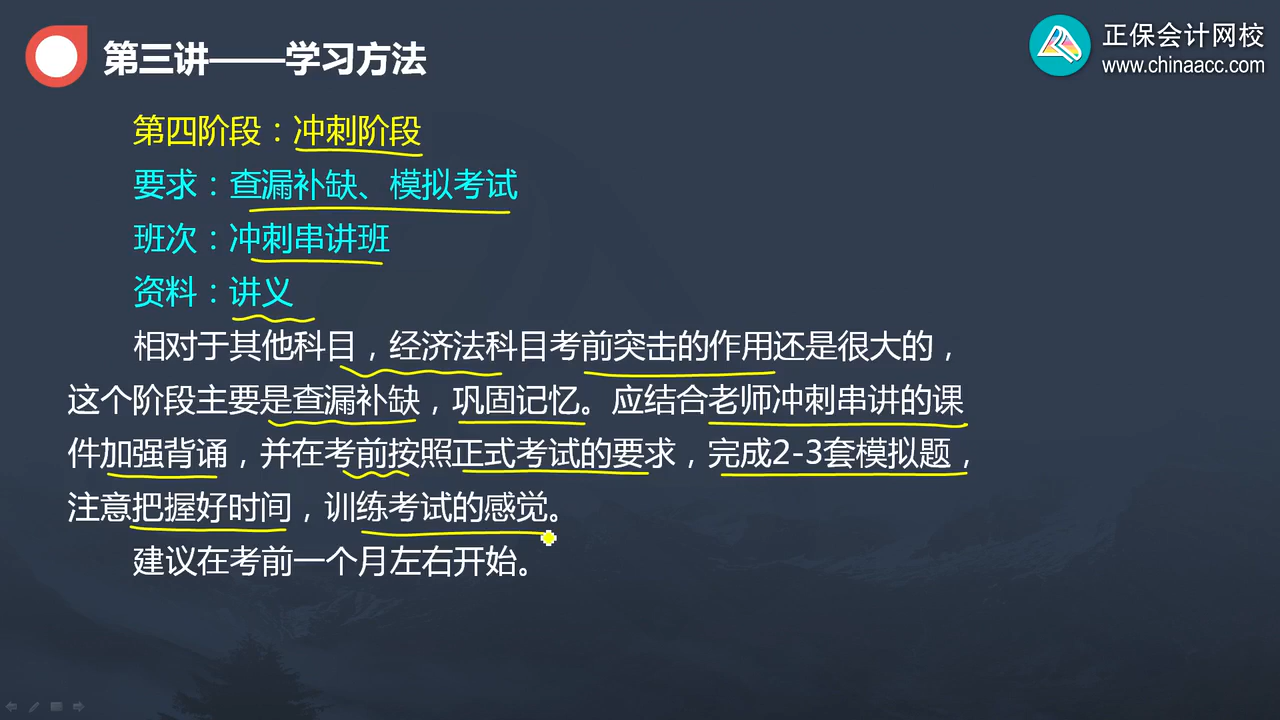 第三讲——学习方法
正保会计网校
www.chinaacc.com
第四阶段：冲刺阶段
要求：查漏补缺、模拟考试
班次：冲刺串讲班
资料：讲义
相对于其他科目，经济法科目考前突击的作用还是很大的，
这个阶段主要是查漏补缺，巩固记忆。应结合老师冲刺串讲的课
件加强背诵，并在考前按照正式考试的要求，完成2-3套模拟题，
注意把握好时间，训练考试的感觉。
建议在考前一个月左右开始。